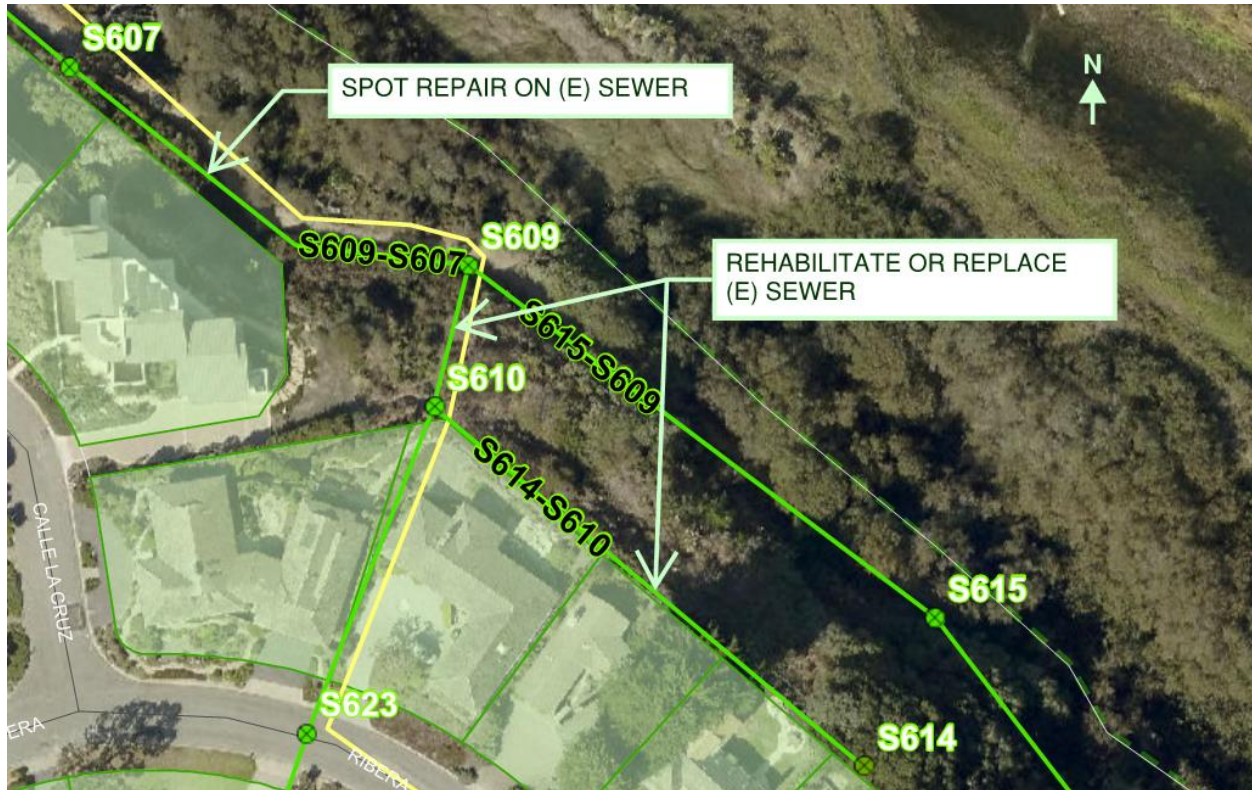 S607
SPOT REPAIR ON (E) SEWER
N
S609-S607
S609
REHABILITATE OR REPLACE
(E) SEWER
S615-S609
S610
S614-S610
CALLE LA CRUZ
S615
S623
ERA
RIBERA
S614